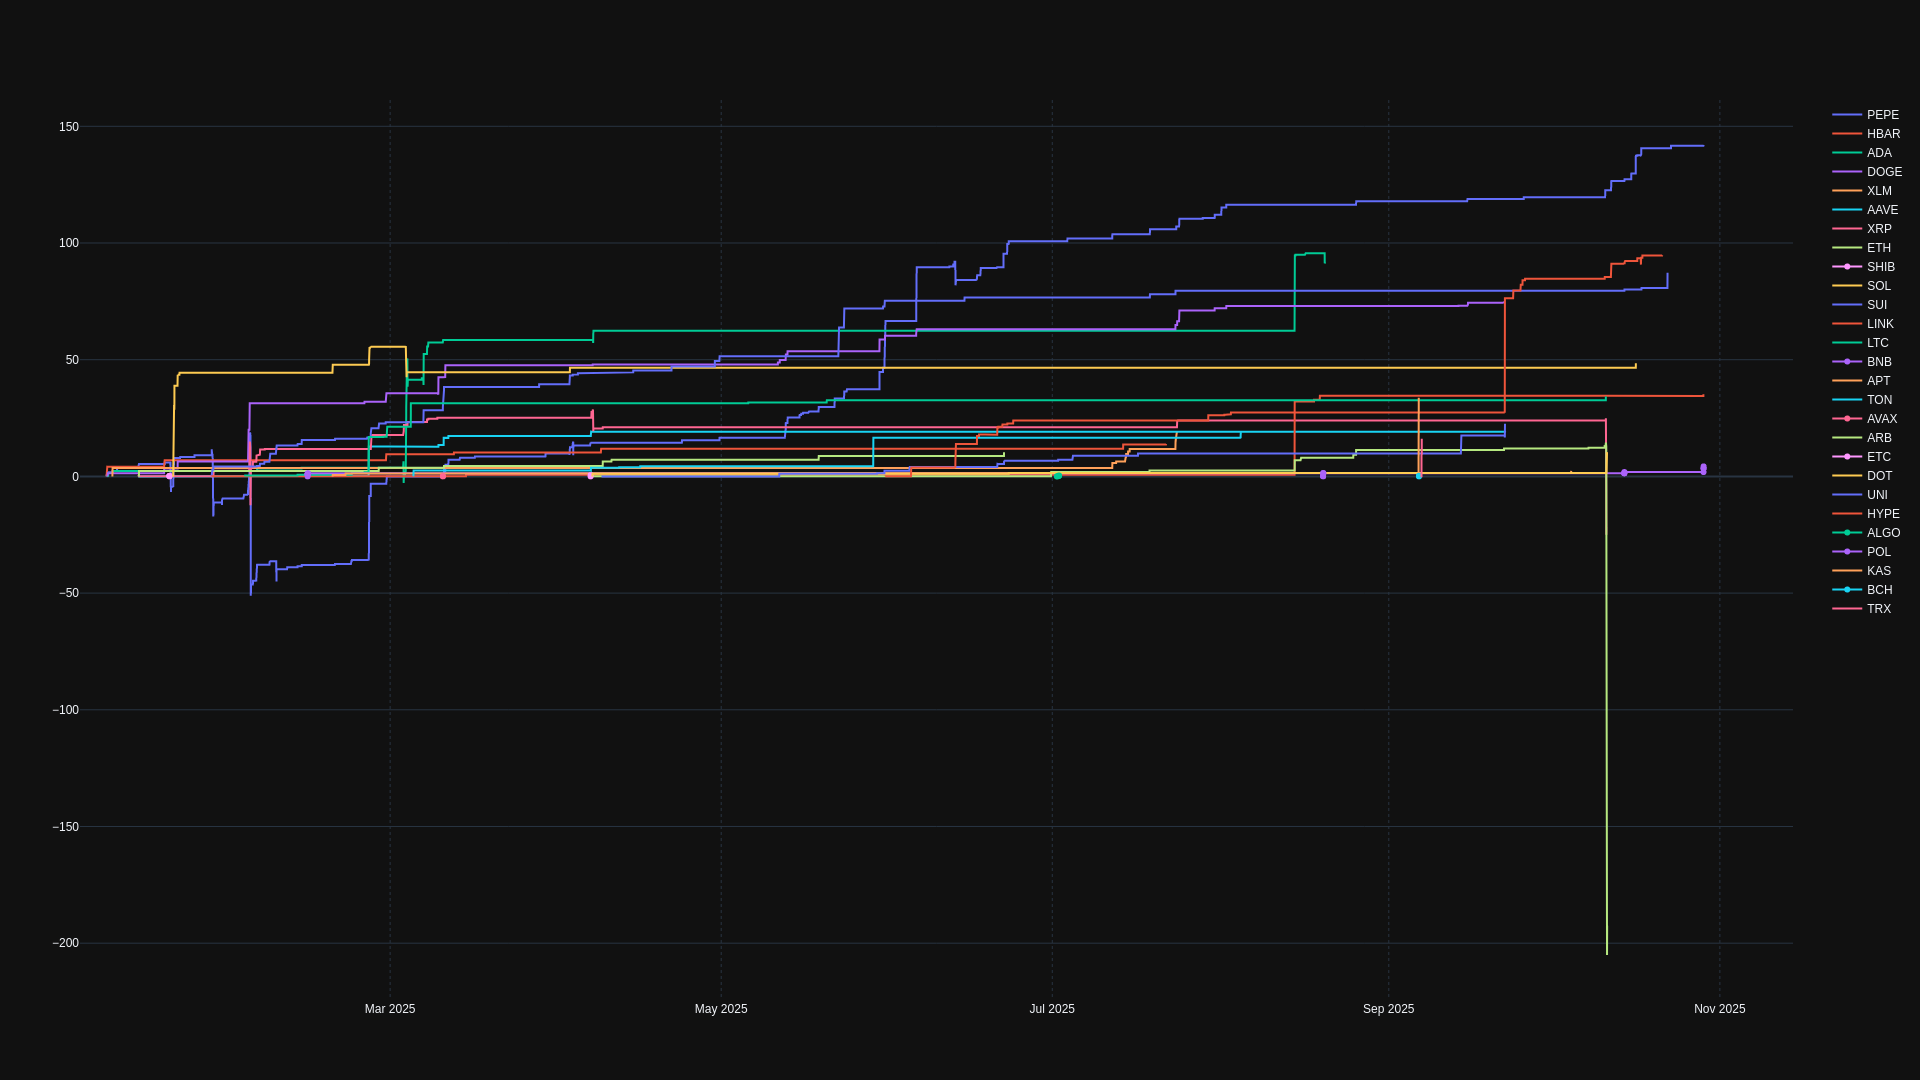 150
100
50
0
−50
−100
−150
−200
Mar 2025
May 2025
Jul 2025
Sep 2025
Nov 2025
PEPE
HBAR
ADA
DOGE
XLM
AAVE
XRP
ETH
SHIB
SOL
SUI
LINK
LTC
BNB
APT
TON
AVAX
ARB
ETC
DOT
UNI
HYPE
ALGO
POL
KAS
BCH
TRX